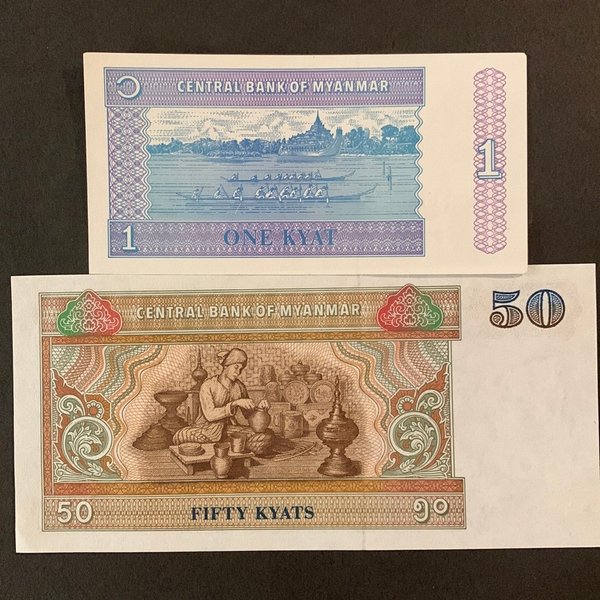 ၁ CENTRAL BANK OF MYANMAR
1
1 ONE KYAT
CENTRAL BANK OF MYANMAR 50
50 FIFTY KYATS ၅၀